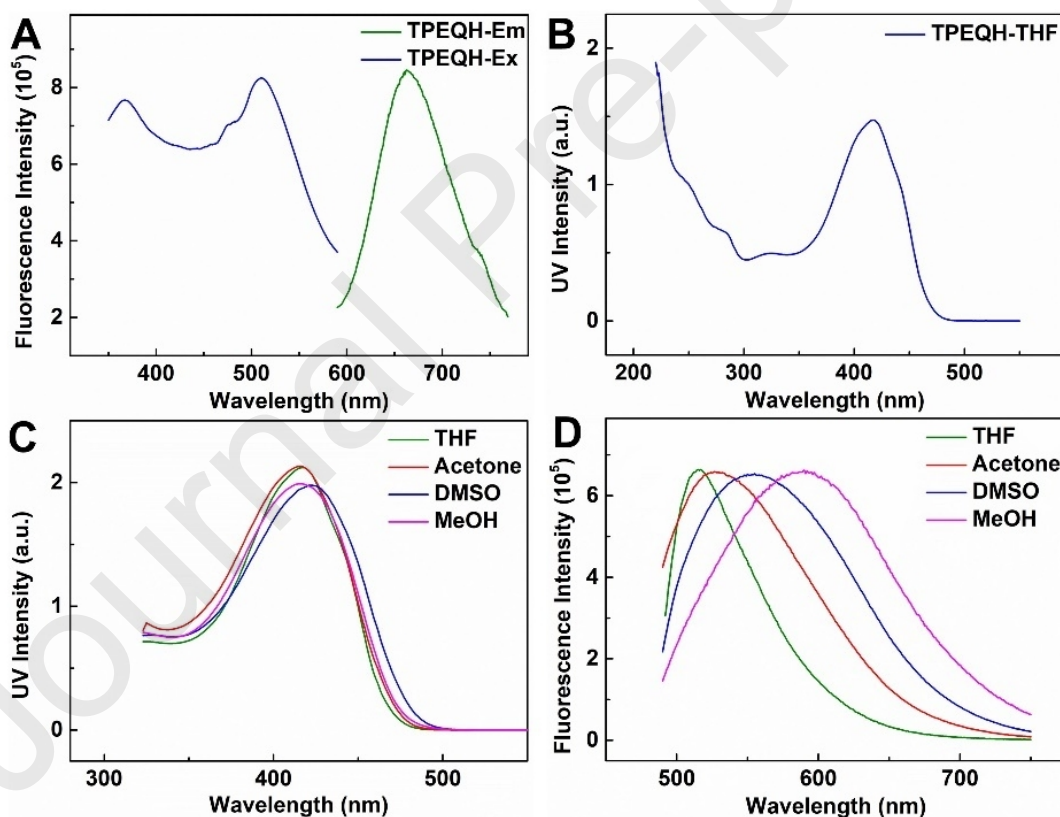 A
TPEQH-Em
TPEQH-Ex
Fluorescence Intensity (10⁵)
8
6
4
2
400 500 600 700
Wavelength (nm)
B
TPEQH-THF
UV Intensity (a.u.)
2
1
0
200 300 400 500
Wavelength (nm)
C
THF
Acetone
DMSO
MeOH
UV Intensity (a.u.)
2
1
0
300 400 500
Wavelength (nm)
D
THF
Acetone
DMSO
MeOH
Fluorescence Intensity (10⁵)
6
4
2
0
500 600 700
Wavelength (nm)
Journal Pre-p